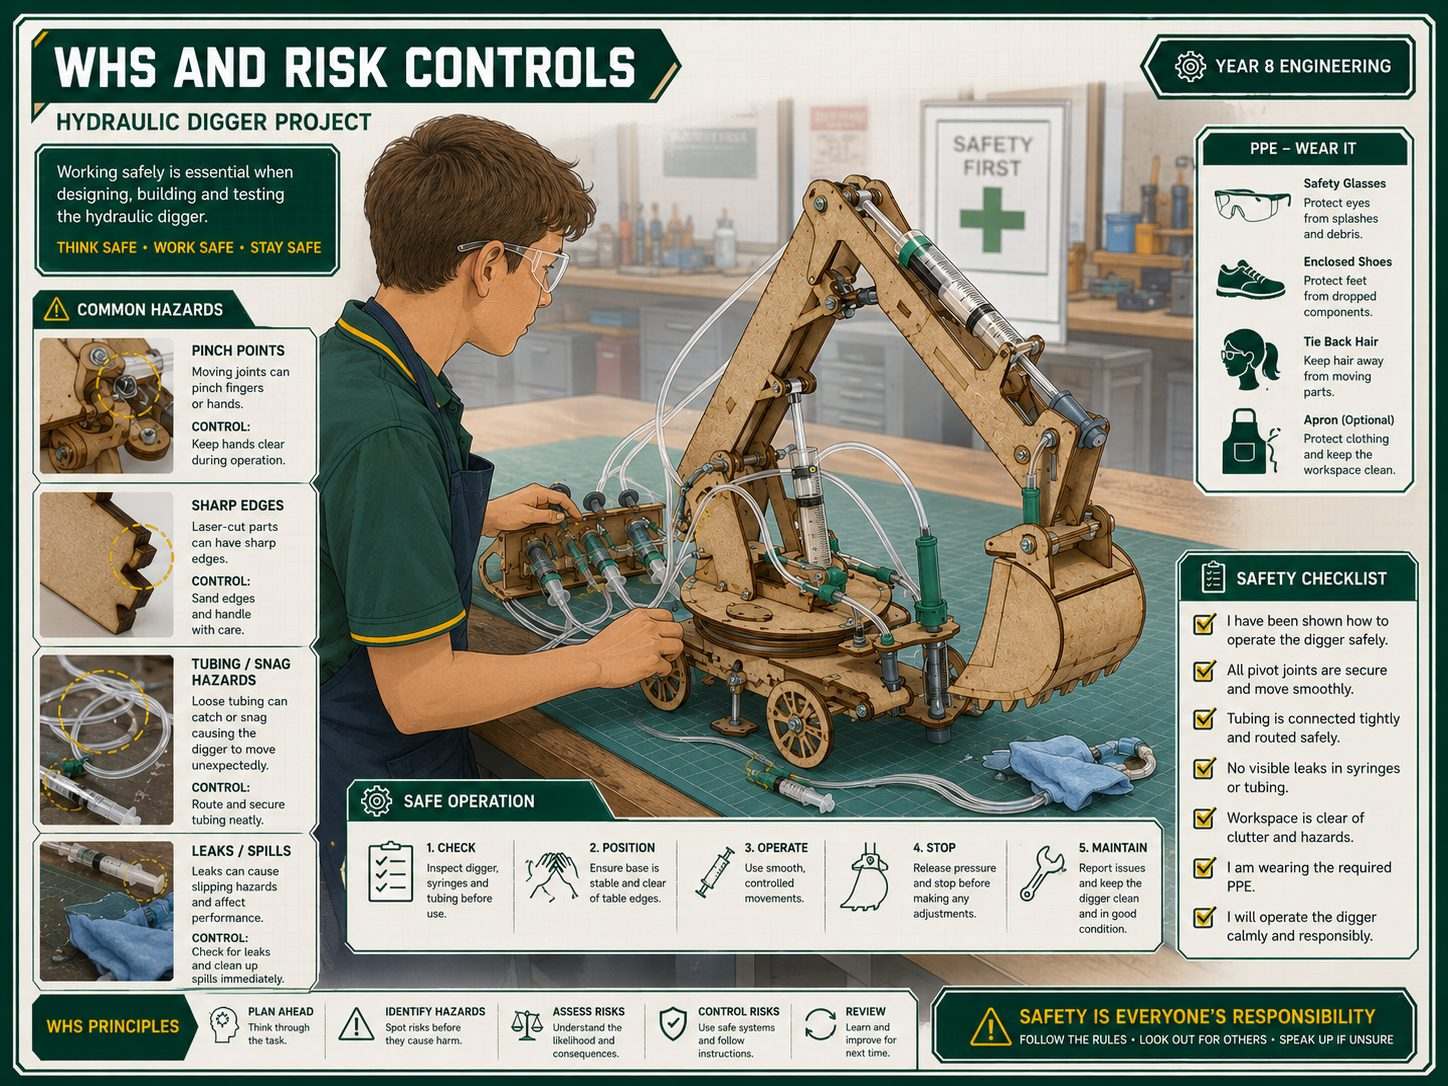 WHS AND RISK CONTROLS
HYDRAULIC DIGGER PROJECT
YEAR 8 ENGINEERING
Working safely is essential when
designing, building and testing
the hydraulic digger.
THINK SAFE • WORK SAFE • STAY SAFE
COMMON HAZARDS
PINCH POINTS
Moving joints can
pinch fingers
or hands.
CONTROL:
Keep hands clear
during operation.
SHARP EDGES
Laser-cut parts
can have sharp
edges.
CONTROL:
Sand edges
and handle
with care.
TUBING / SNAG
HAZARDS
Loose tubing can
catch or snag
causing the
digger to move
unexpectedly.
CONTROL:
Route and secure
tubing neatly.
LEAKS / SPILLS
Leaks can cause
slipping hazards
and affect
performance.
CONTROL:
Check for leaks
and clean up
spills immediately.
SAFETY
FIRST
PPE – WEAR IT
Safety Glasses
Protect eyes
from splashes
and debris.
Enclosed Shoes
Protect feet
from dropped
components.
Tie Back Hair
Keep hair away
from moving
parts.
Apron (Optional)
Protect clothing
and keep the
workspace clean.
SAFETY CHECKLIST
I have been shown how to
operate the digger safely.
All pivot joints are secure
and move smoothly.
Tubing is connected tightly
and routed safely.
No visible leaks in syringes
or tubing.
Workspace is clear of
clutter and hazards.
I am wearing the required
PPE.
I will operate the digger
calmly and responsibly.
SAFE OPERATION
1. CHECK
Inspect digger,
syringes and
tubing before
use.
2. POSITION
Ensure base is
stable and clear
of table edges.
3. OPERATE
Use smooth,
controlled
movements.
4. STOP
Release pressure
and stop before
making any
adjustments.
5. MAINTAIN
Report issues
and keep the
digger clean
and in good
condition.
WHS PRINCIPLES
PLAN AHEAD
Think through
the task.
IDENTIFY HAZARDS
Spot risks before
they cause harm.
ASSESS RISKS
Understand the
likelihood and
consequences.
CONTROL RISKS
Use safe systems
and follow
instructions.
REVIEW
Learn and
improve for
next time.
SAFETY IS EVERYONE'S RESPONSIBILITY
FOLLOW THE RULES • LOOK OUT FOR OTHERS • SPEAK UP IF UNSURE